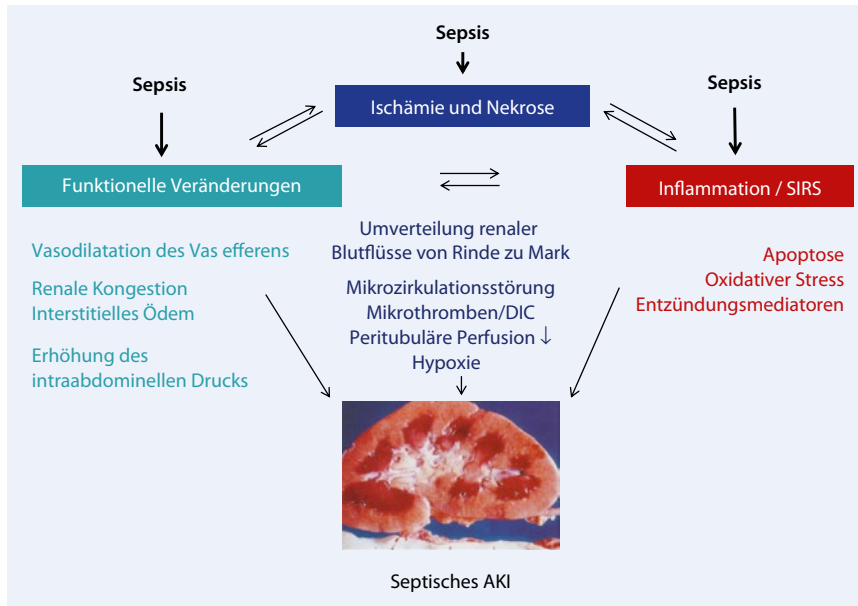 Sepsis
Sepsis
Sepsis
Ischämie und Nekrose
Funktionelle Veränderungen
Inflammation / SIRS
Vasodilatation des Vas efferens
Renale Kongestion
Interstitielles Ödem
Erhöhung des
intraabdominellen Drucks
Umverteilung renaler
Blutflüsse von Rinde zu Mark
Mikrozirkulationsstörung
Mikrothromben/DIC
Peritubuläre Perfusion ↓
Hypoxie
Apoptose
Oxidativer Stress
Entzündungsmediatoren
Septisches AKI